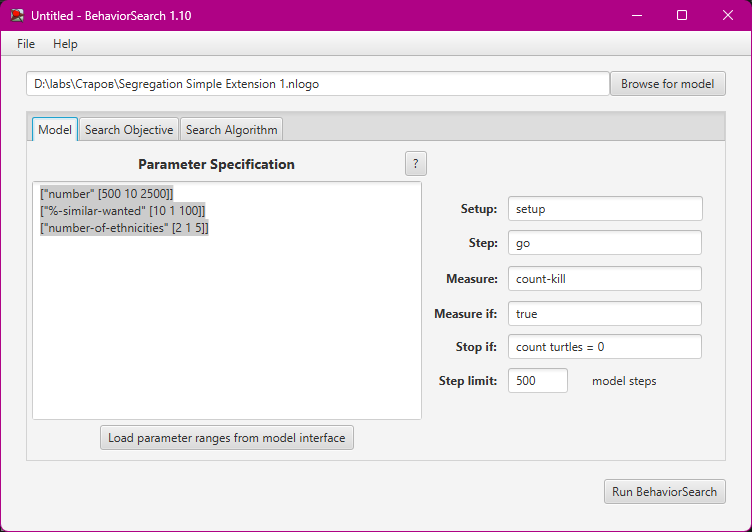 Untitled - BehaviorSearch 1.10
File Help
D:\labs\Старов\Segregation Simple Extension 1.nlogo Browse for model
Model Search Objective Search Algorithm
Parameter Specification ?
["number" [500 10 2500]]
["%-similar-wanted" [10 1 100]]
["number-of-ethnicities" [2 1 5]]
Setup: setup
Step: go
Measure: count-kill
Measure if: true
Stop if: count turtles = 0
Step limit: 500 model steps
Load parameter ranges from model interface
Run BehaviorSearch